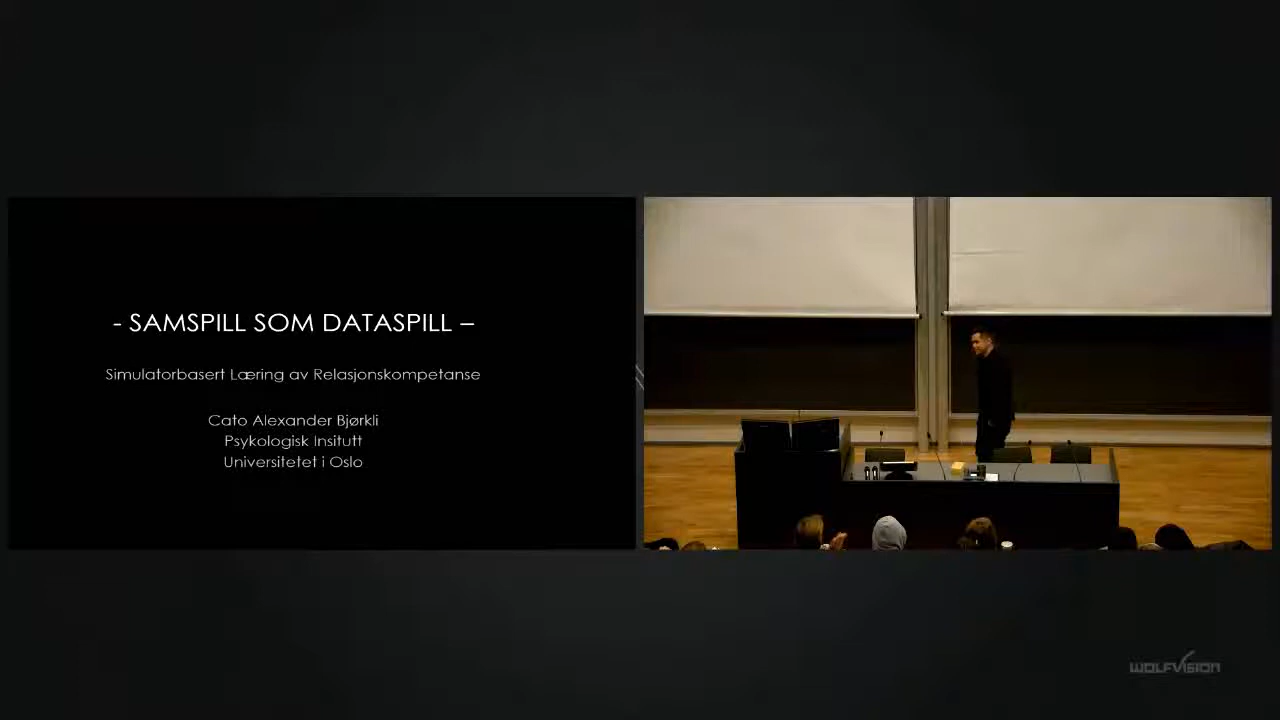 - SAMSPILL SOM DATASPILL –
Simulatorbasert Læring av Relasjonskompetanse
Cato Alexander Bjørkli
Psykologisk Insitutt
Universitetet i Oslo
WOLFVISION